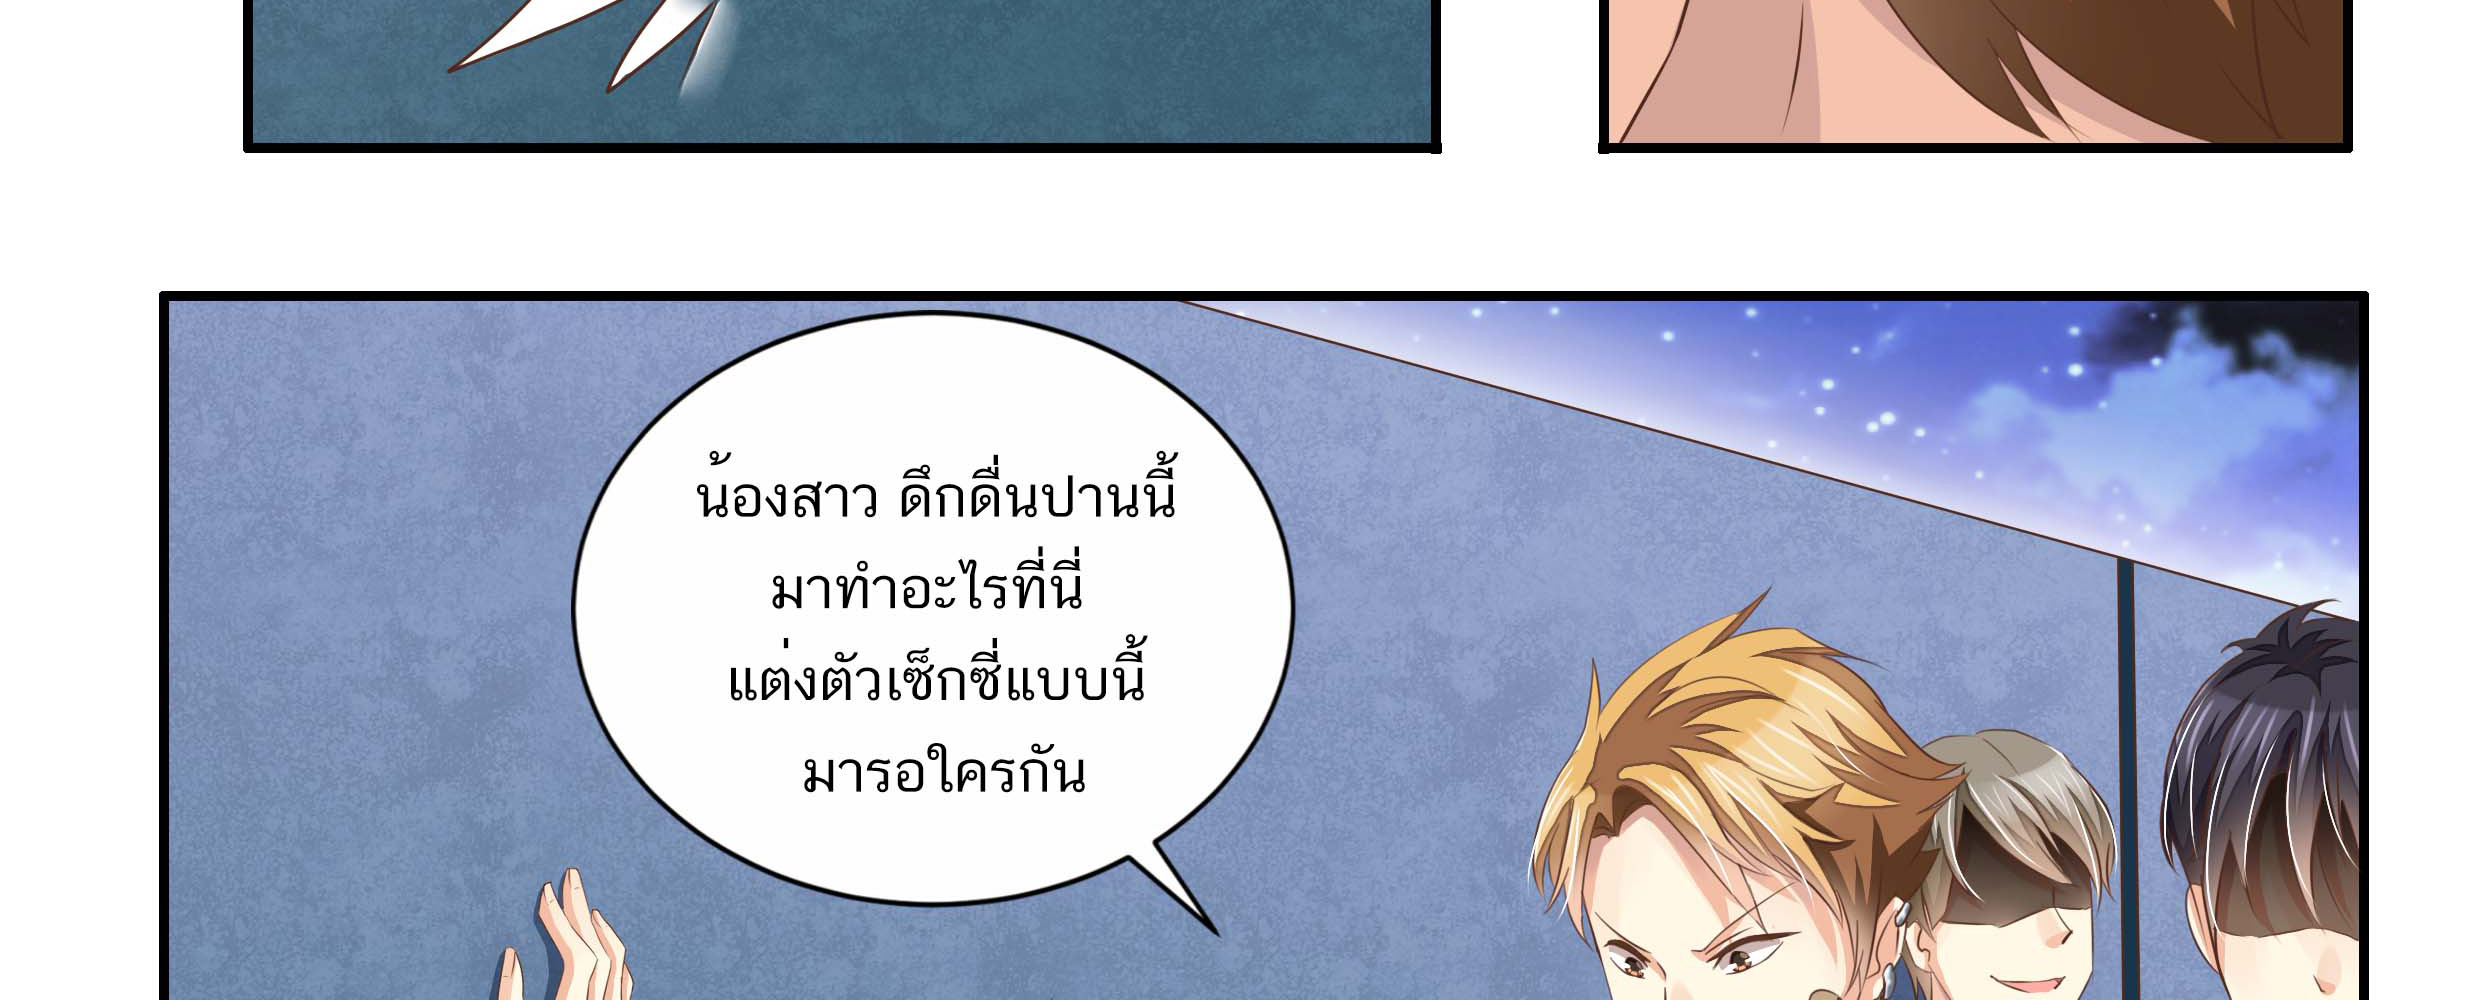 น้องสาว ดึกดื่นปานนี้
มาทำอะไรที่นี่
แต่งตัวเซ็กซี่แบบนี้
มารอใครกัน